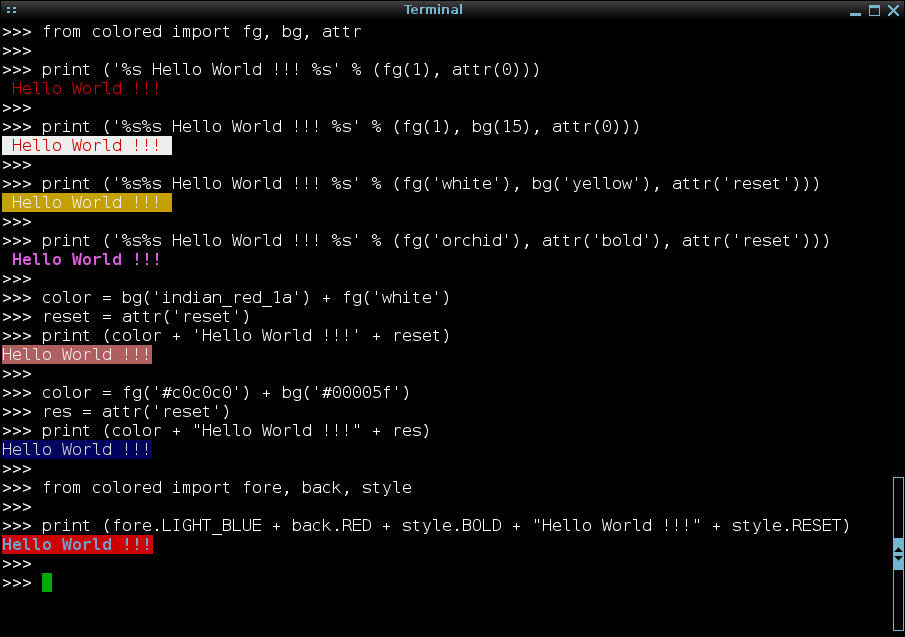 Terminal
>>> from colored import fg, bg, attr
>>>
>>> print ('%s Hello World !!! %s' % (fg(1), attr(0)))
 Hello World !!!
>>>
>>> print ('%s%s Hello World !!! %s' % (fg(1), bg(15), attr(0)))
 Hello World !!!
>>>
>>> print ('%s%s Hello World !!! %s' % (fg('white'), bg('yellow'), attr('reset')))
 Hello World !!!
>>>
>>> print ('%s%s Hello World !!! %s' % (fg('orchid'), attr('bold'), attr('reset')))
 Hello World !!!
>>>
>>> color = bg('indian_red_1a') + fg('white')
>>> reset = attr('reset')
>>> print (color + 'Hello World !!!' + reset)
Hello World !!!
>>>
>>> color = fg('#c0c0c0') + bg('#00005f')
>>> res = attr('reset')
>>> print (color + "Hello World !!!" + res)
Hello World !!!
>>>
>>> from colored import fore, back, style
>>>
>>> print (fore.LIGHT_BLUE + back.RED + style.BOLD + "Hello World !!!" + style.RESET)
Hello World !!!
>>>
>>>